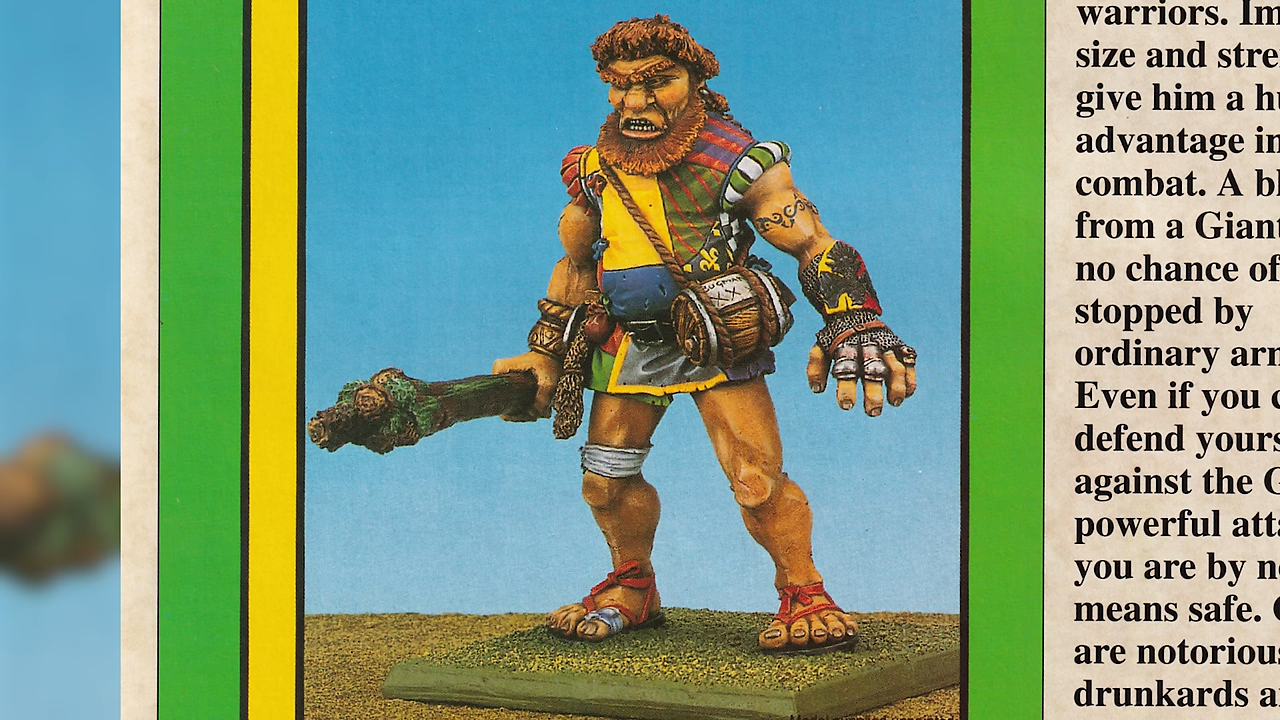 warriors. Im
size and stre
give him a hu
advantage in
combat. A bl
from a Giant
no chance of
stopped by
ordinary arn
Even if you c
defend yours
against the G
powerful atta
you are by no
means safe. G
are notorious
drunkards a